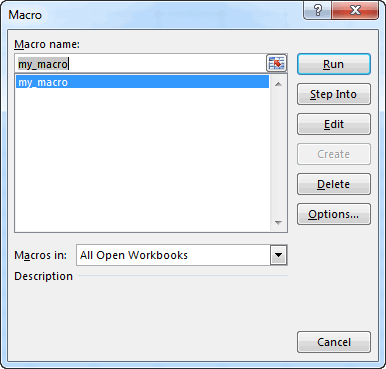 Macro
Macro name:
my_macro
my_macro
Run
Step Into
Edit
Create
Delete
Options...
Macros in:
All Open Workbooks
Description
Cancel